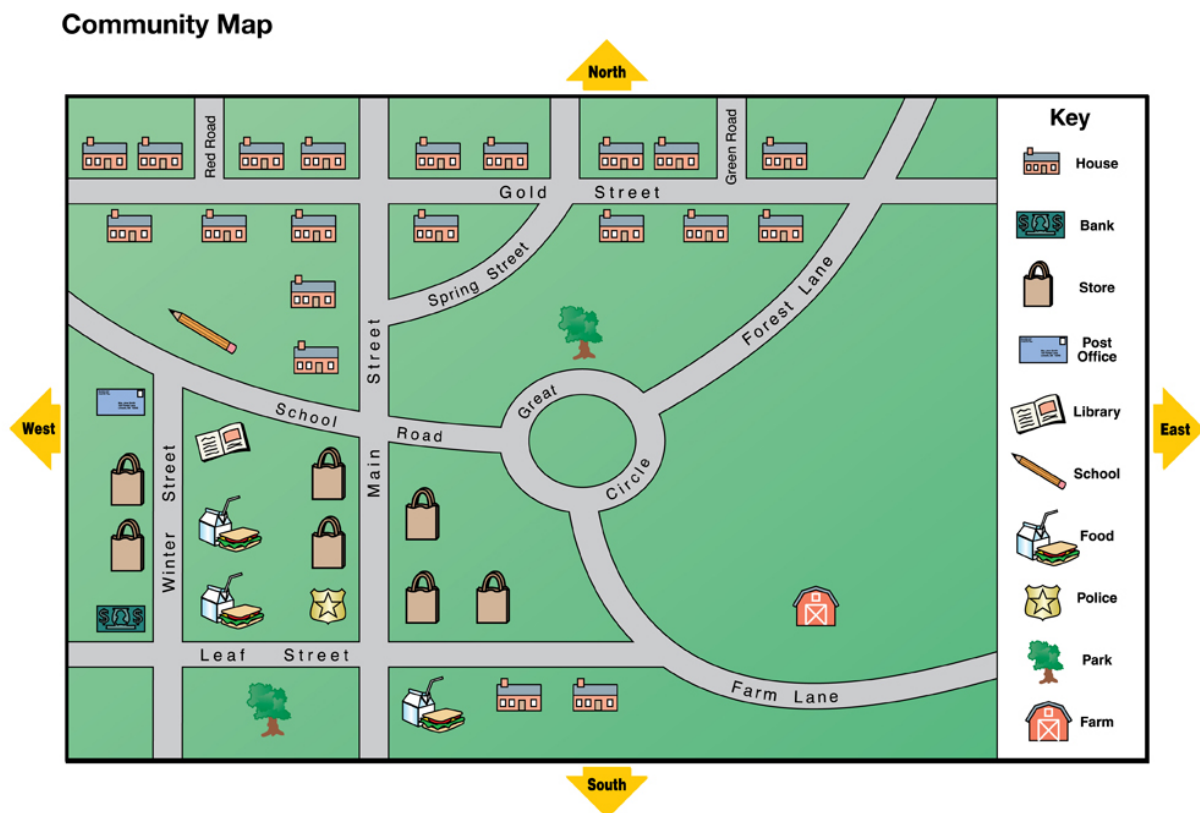 Community Map
North
Key
Red Road
Green Road
House
Gold Street
Bank
Spring Street
Store
Forest Lane
Main Street
Post
Office
Great Circle
School Road
West
Library
East
School
Winter Street
Food
Police
Leaf Street
Park
Farm Lane
Farm
South